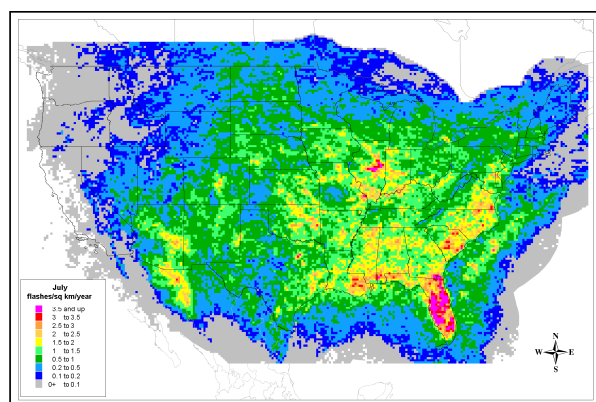 July
flashes/sq km/year
3.5 and up
3 to 3.5
2.5 to 3
2 to 2.5
1.5 to 2
1 to 1.5
0.5 to 1
0.2 to 0.5
0.1 to 0.2
0+ to 0.1
N
W E
S